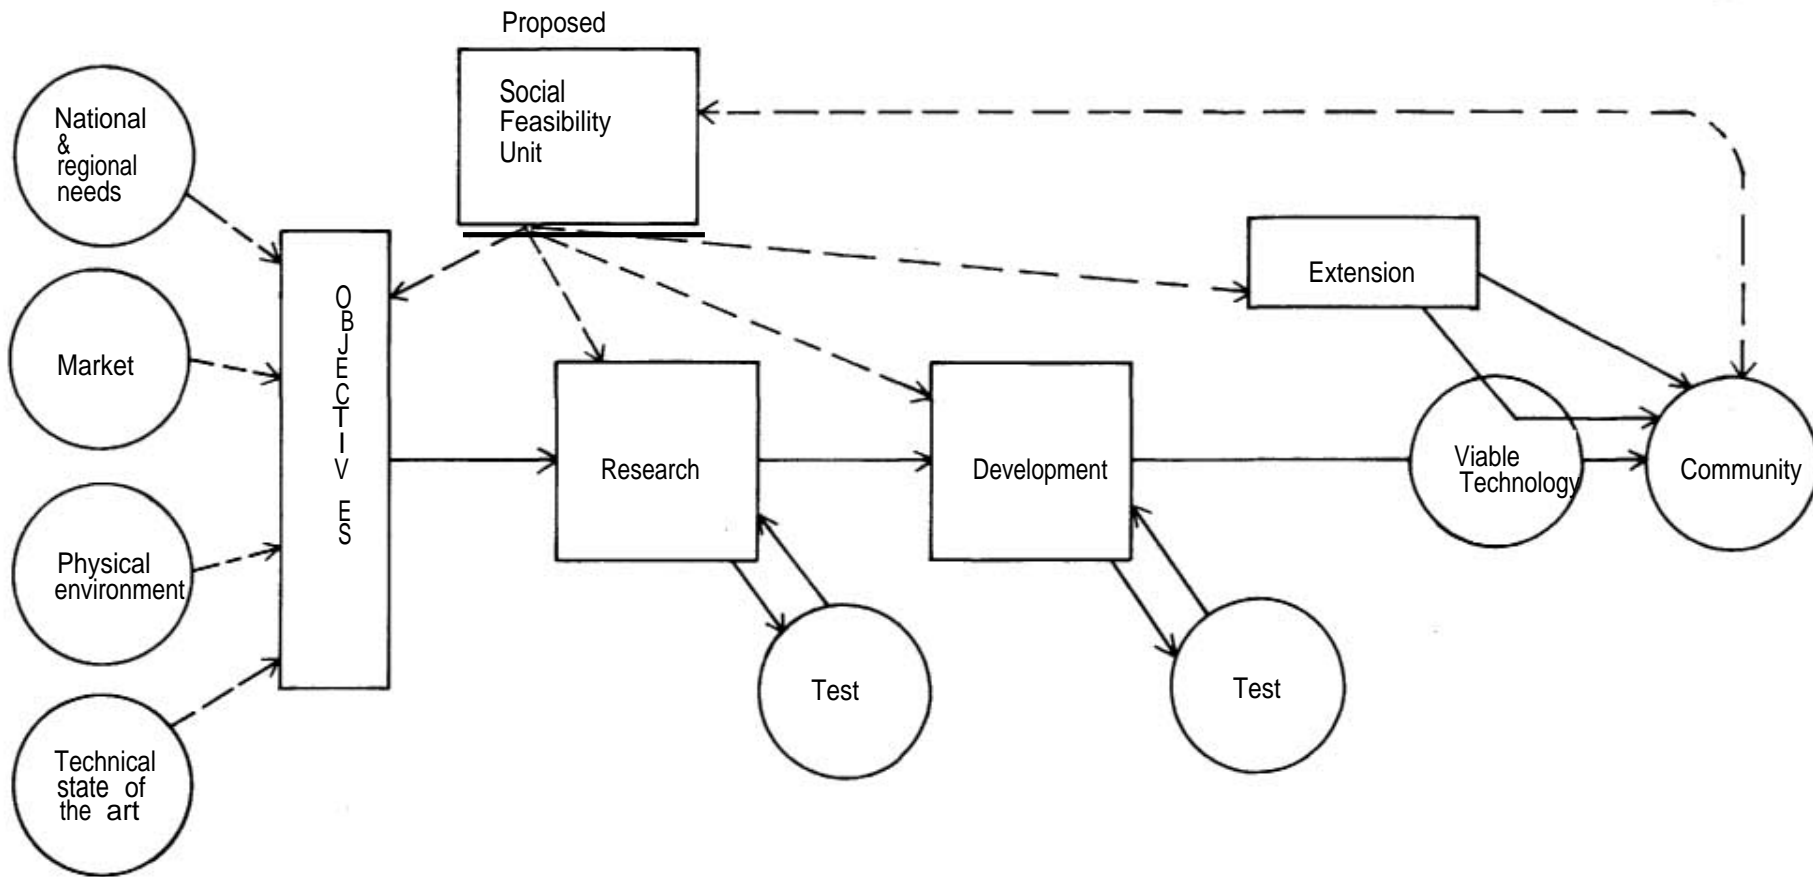 Proposed
Social
Feasibility
Unit
National
&
regional
needs
Market
Physical
environment
Technical
state of
the art
O
B
J
E
C
T
I
V
E
S
Research
Test
Development
Test
Extension
Viable
Technology
Community